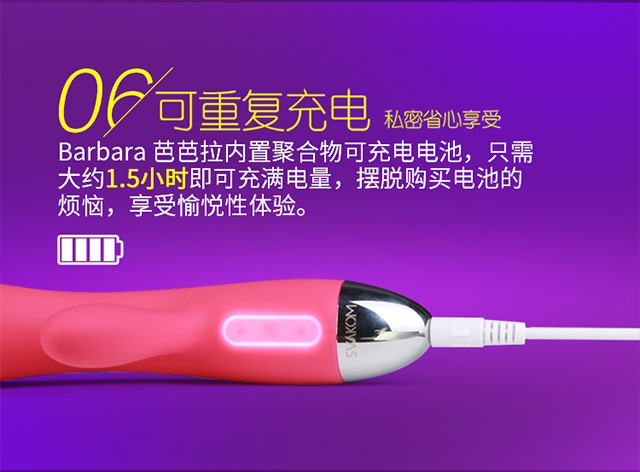 06 可重复充电 私密省心享受
Barbara 芭芭拉内置聚合物可充电电池，只需
大约1.5小时即可充满电量，摆脱购买电池的
烦恼，享受愉悦性体验。
SVAKOM